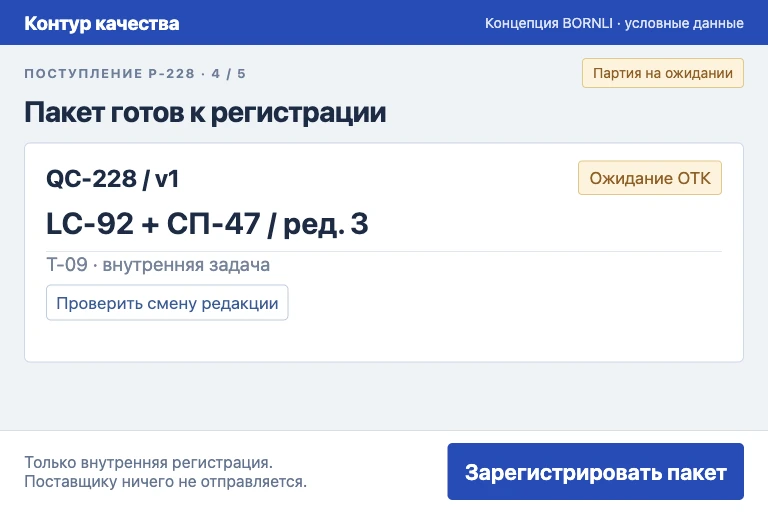 Контур качества
Концепция BORNLI · условные данные
ПОСТУПЛЕНИЕ P-228 · 4 / 5
Партия на ожидании
Пакет готов к регистрации
QC-228 / v1
Ожидание ОТК
LC-92 + СП-47 / ред. 3
T-09 · внутренняя задача
Проверить смену редакции
Только внутренняя регистрация.
Поставщику ничего не отправляется.
Зарегистрировать пакет